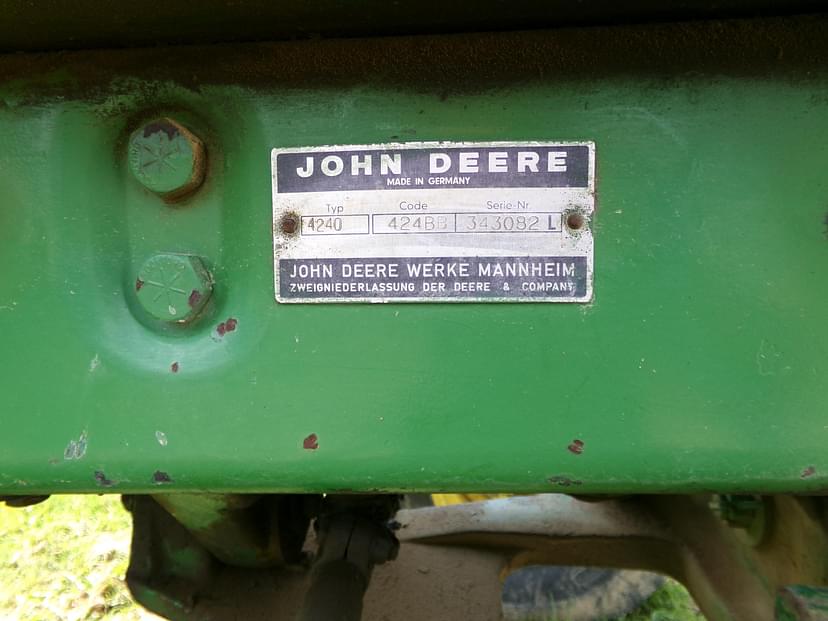 JOHN DEERE
MADE IN GERMANY
Typ Code Serie-Nr.
4240 424BB 343082 L
JOHN DEERE WERKE MANNHEIM
ZWEIGNIEDERLASSUNG DER DEERE & COMPANY